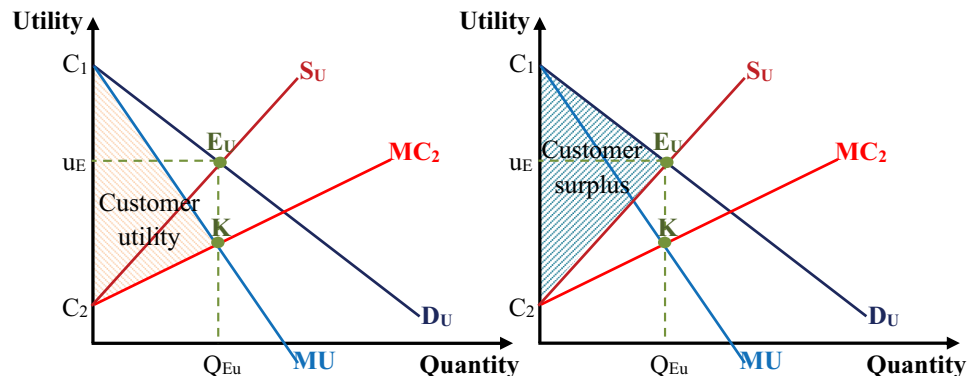 Utility
C1
SU
EU
MC2
uE
Customer
utility
K
C2
DU
QEu
MU
Quantity
Utility
C1
SU
EU
MC2
uE
Customer
surplus
K
C2
DU
QEu
MU
Quantity